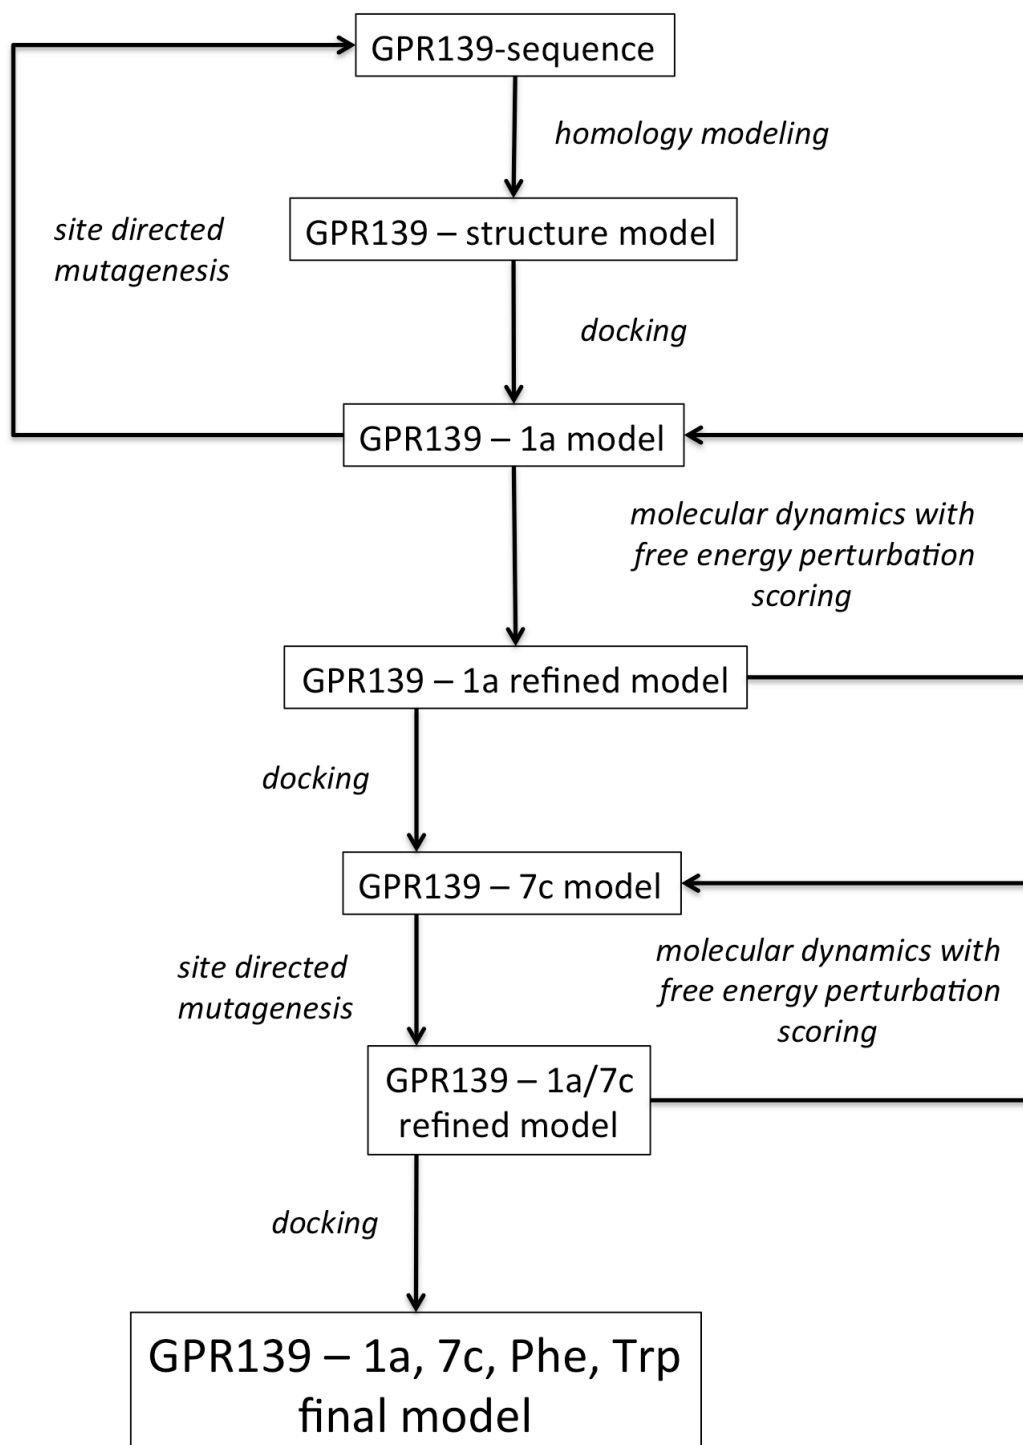 GPR139-sequence
homology modeling
site directed
mutagenesis
GPR139 – structure model
docking
GPR139 – 1a model
molecular dynamics with
free energy perturbation
scoring
GPR139 – 1a refined model
docking
GPR139 – 7c model
site directed
mutagenesis
molecular dynamics with
free energy perturbation
scoring
GPR139 – 1a/7c
refined model
docking
GPR139 – 1a, 7c, Phe, Trp
final model